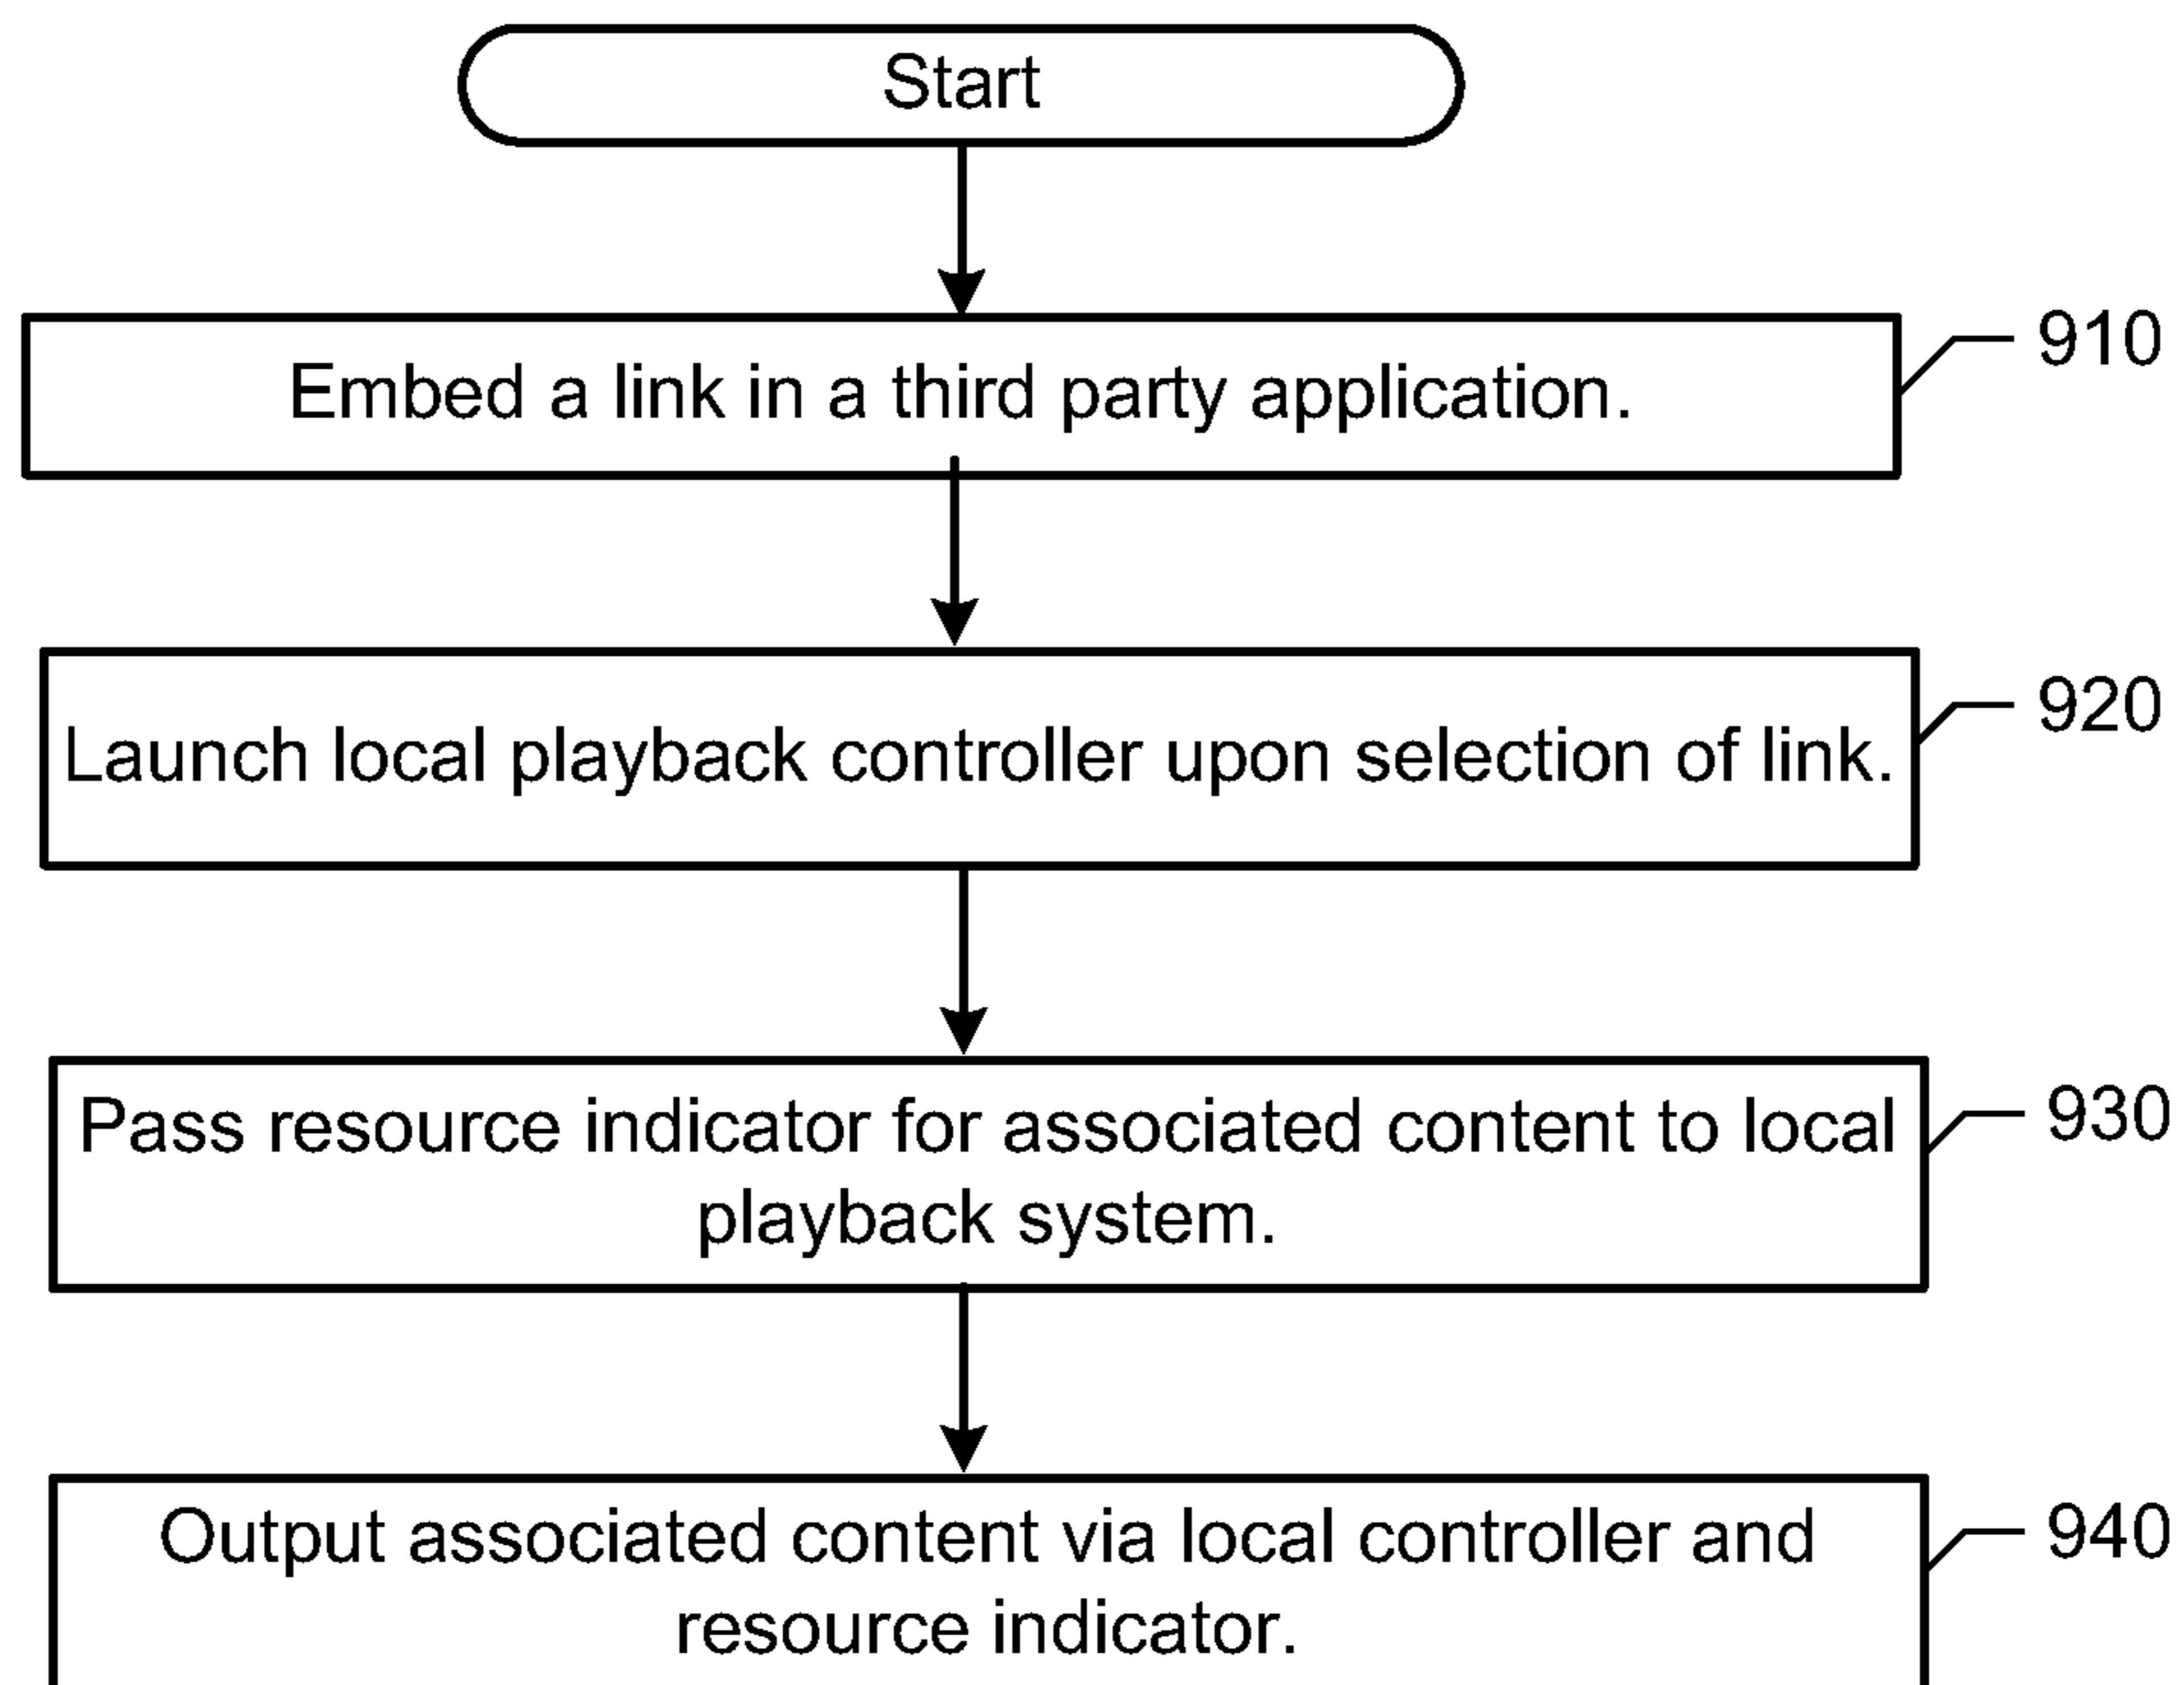 Start
Embed a link in a third party application.
910
Launch local playback controller upon selection of link.
920
Pass resource indicator for associated content to local
playback system.
930
Output associated content via local controller and
resource indicator.
940